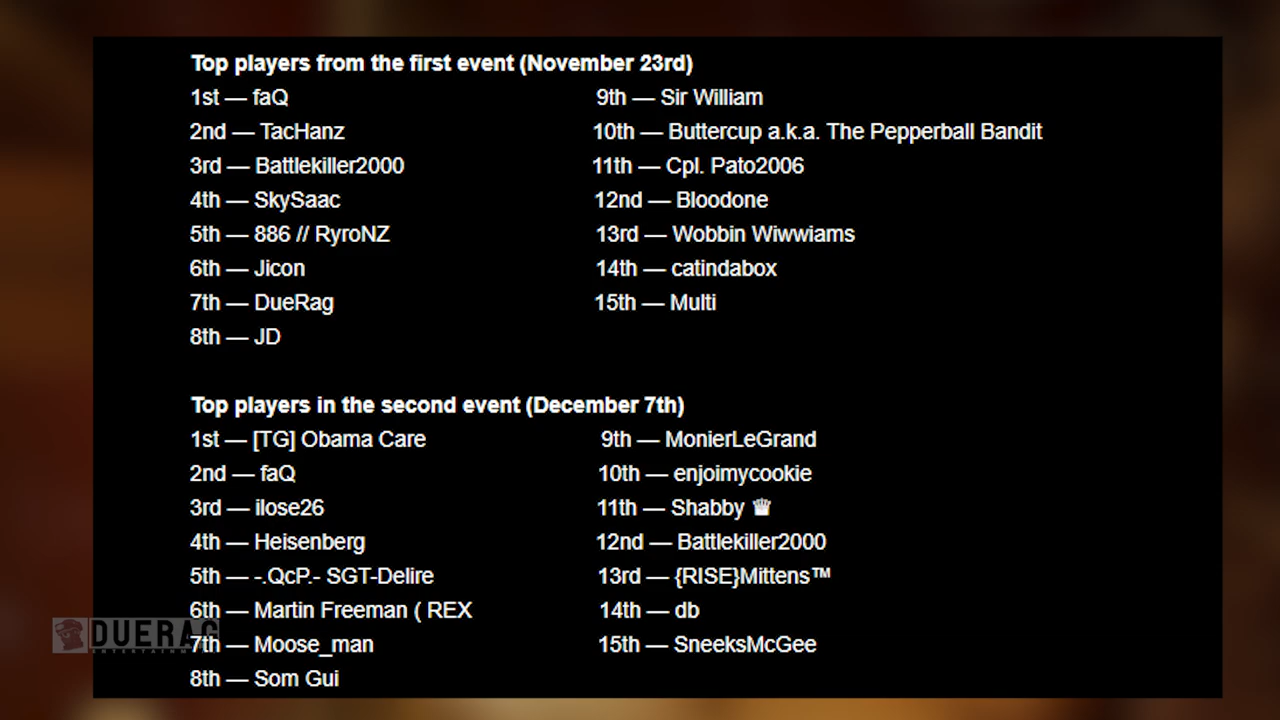 Top players from the first event (November 23rd)
1st — faQ
2nd — TacHanz
3rd — Battlekiller2000
4th — SkySaac
5th — 886 // RyroNZ
6th — Jicon
7th — DueRag
8th — JD
9th — Sir William
10th — Buttercup a.k.a. The Pepperball Bandit
11th — Cpl. Pato2006
12nd — Bloodone
13rd — Wobbin Wiwwiams
14th — catindabox
15th — Multi
Top players in the second event (December 7th)
1st — [TG] Obama Care
2nd — faQ
3rd — ilose26
4th — Heisenberg
5th — -.QcP.- SGT-Delire
6th — Martin Freeman ( REX
7th — Moose_man
8th — Som Gui
9th — MonierLeGrand
10th — enjoimycookie
11th — Shabby ♛
12nd — Battlekiller2000
13rd — {RISE}Mittens™
14th — db
15th — SneeksMcGee
DUERAG
ENTERTAINMENT